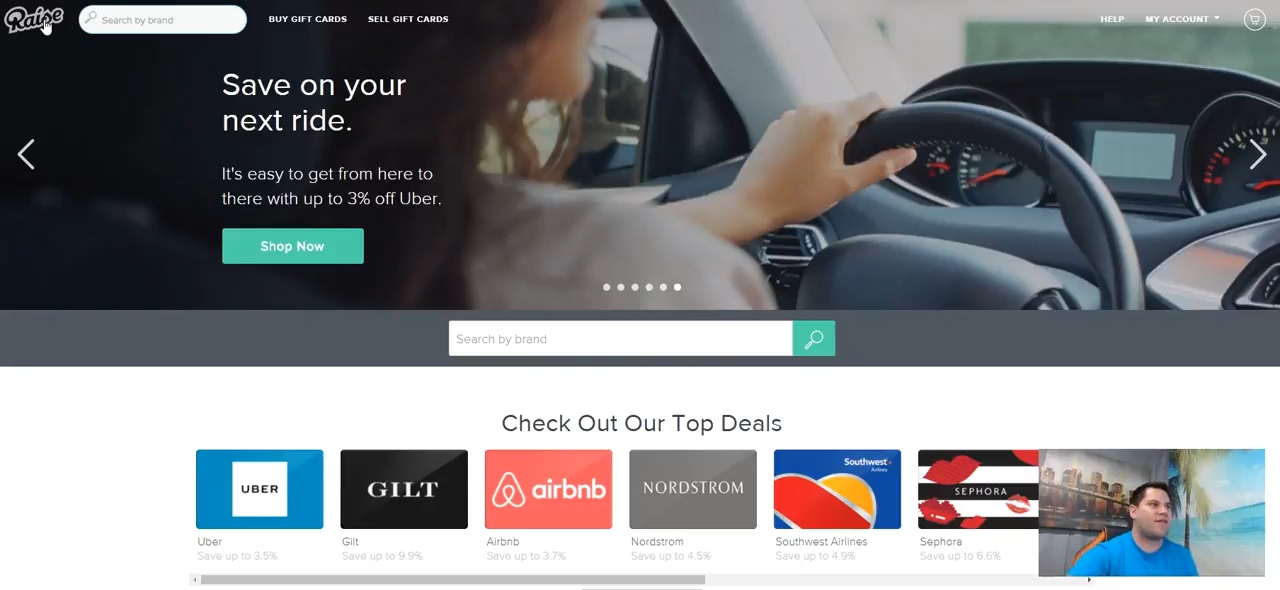 Raise
Search by brand
BUY GIFT CARDS
SELL GIFT CARDS
HELP
MY ACCOUNT
Save on your
next ride.
It's easy to get from here to
there with up to 3% off Uber.
Shop Now
Search by brand
Check Out Our Top Deals
UBER
GILT
airbnb
NORDSTROM
Southwest
Airlines
SEPHORA
Uber
Gilt
Airbnb
Nordstrom
Southwest Airlines
Sephora
Save up to 3.5%
Save up to 9.9%
Save up to 3.7%
Save up to 4.5%
Save up to 4.9%
Save up to 6.6%